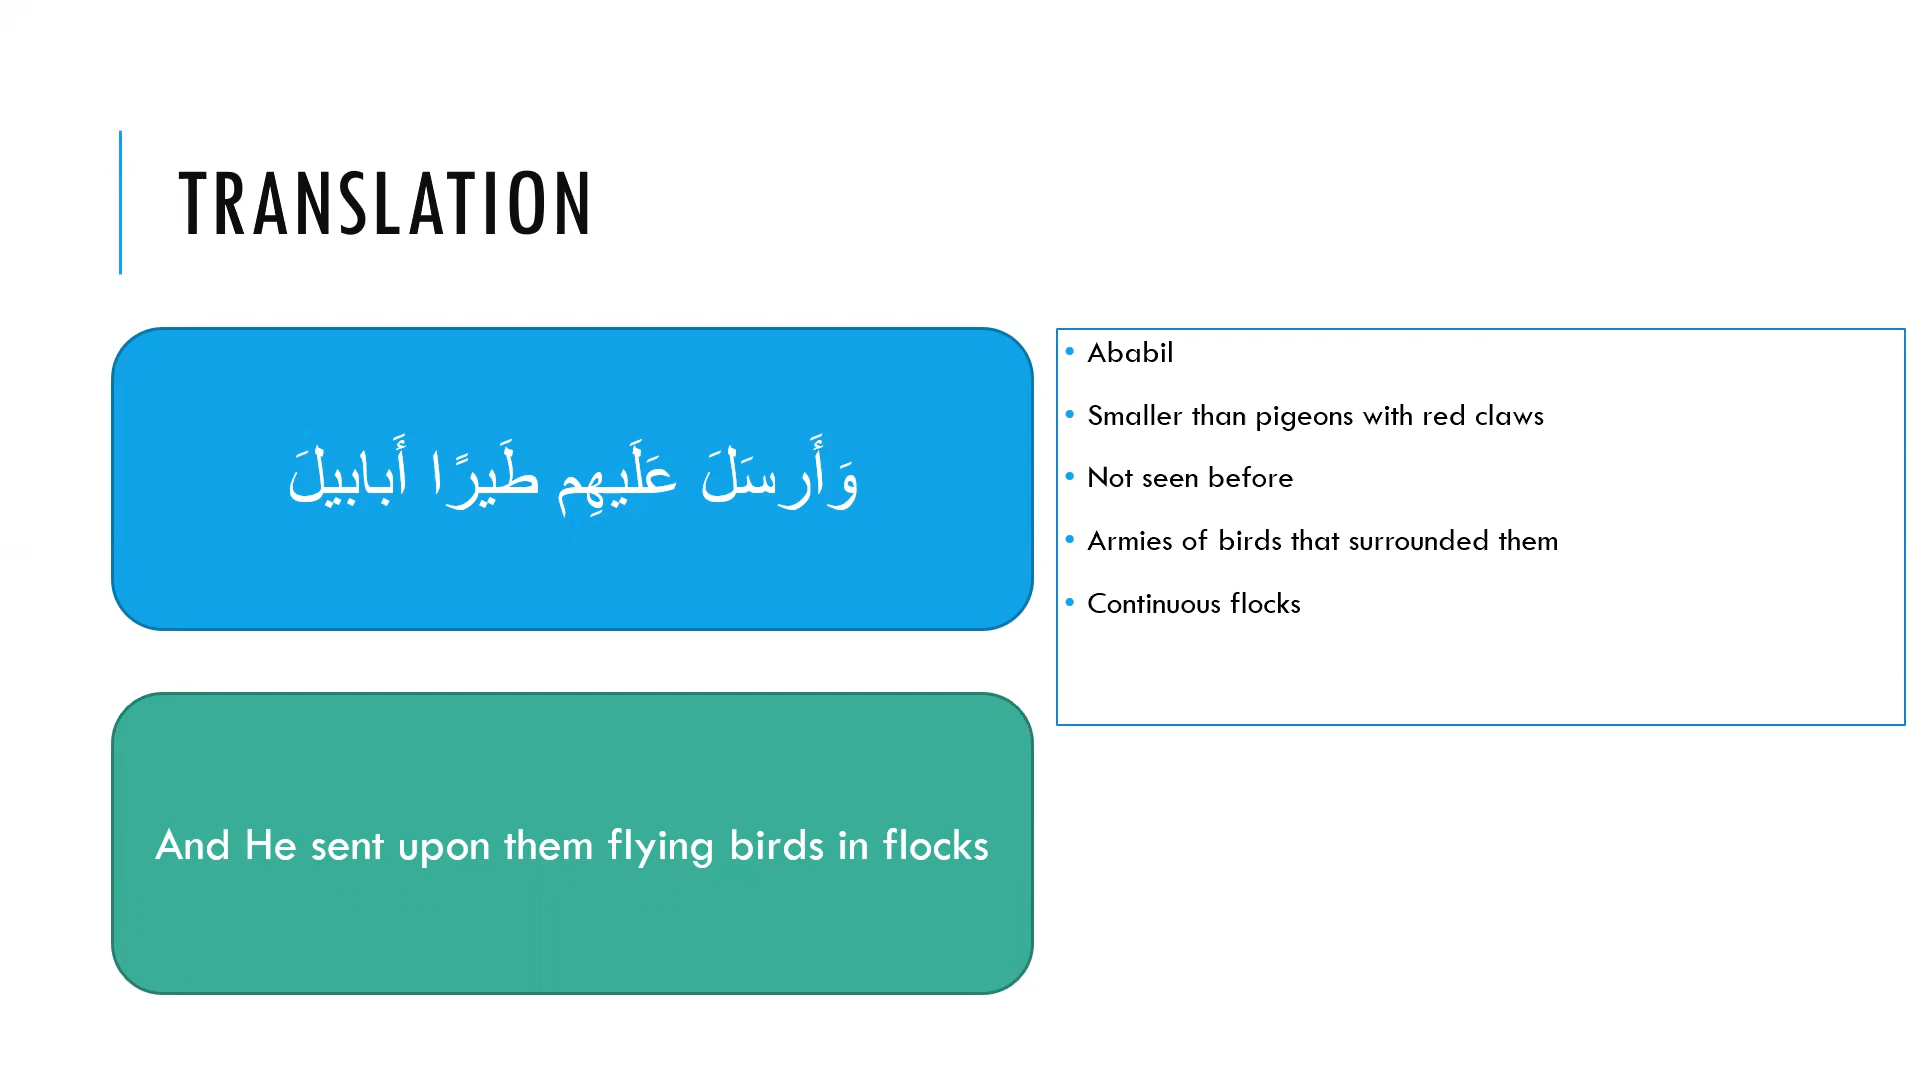 TRANSLATION
وَأَرسَلَ عَلَيهِم طَيرًا أَبابيلَ
• Ababil
• Smaller than pigeons with red claws
• Not seen before
• Armies of birds that surrounded them
• Continuous flocks
And He sent upon them flying birds in flocks